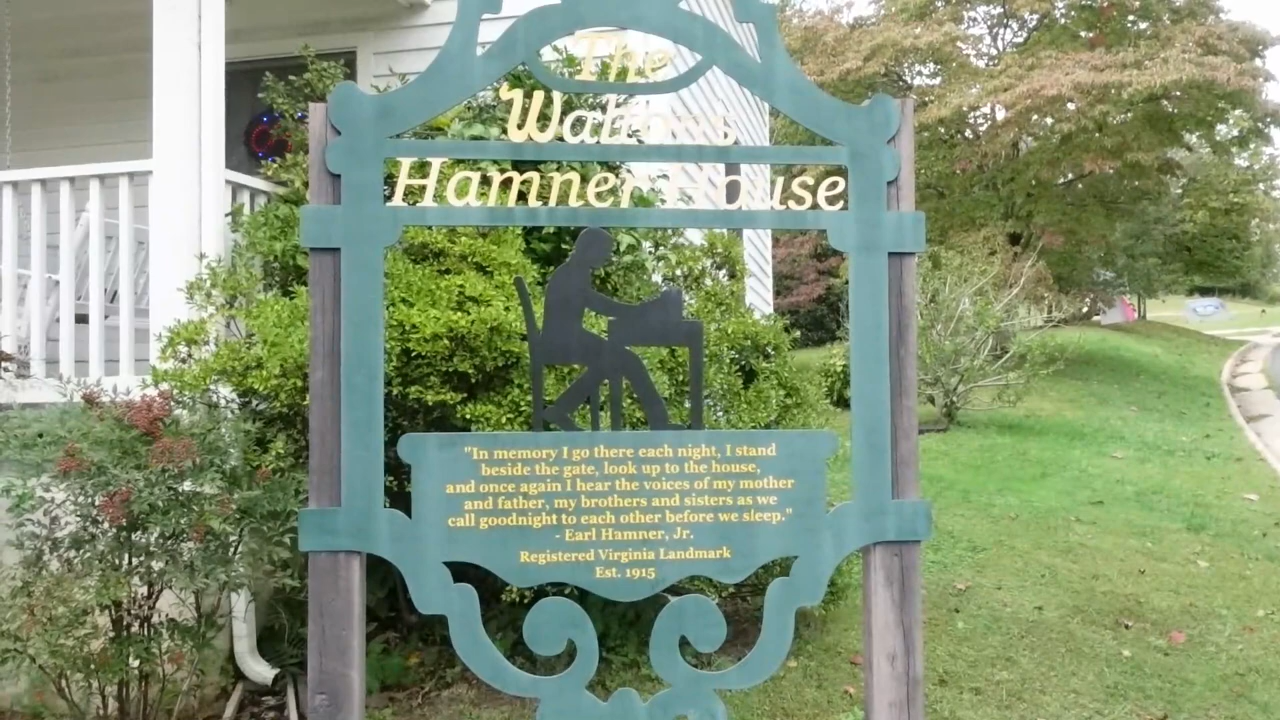 The
Waltons
Hamner House
"In memory I go there each night, I stand
beside the gate, look up to the house,
and once again I hear the voices of my mother
and father, my brothers and sisters as we
call goodnight to each other before we sleep."
- Earl Hamner, Jr.
Registered Virginia Landmark
Est. 1915